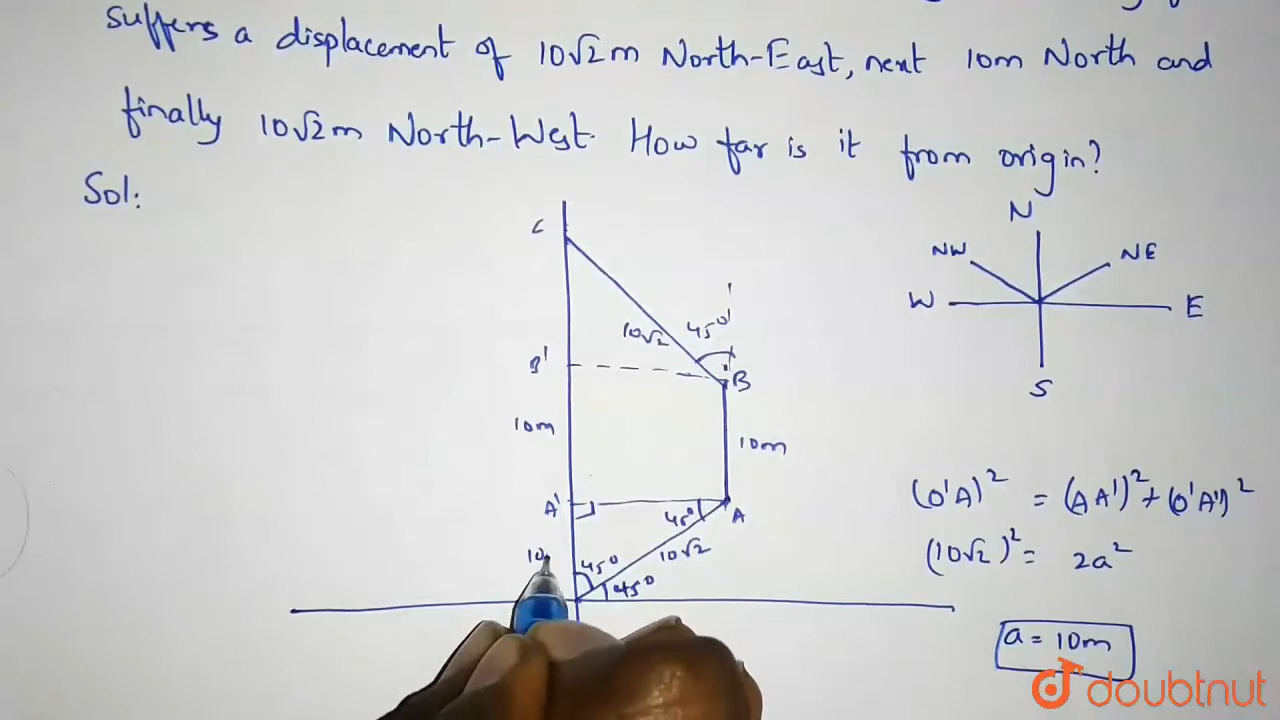 suffers a displacement of 10√2m North-East, next 10m North and
finally 10√2m North-West. How far is it from origin?
Sol:
N
NW
NE
W
E
S
C
10√2
45°
B'
B
10m
10m
A'
45°
A
10
45°
10√2
45°
(O'A)² = (AA')² + (O'A')²
(10√2)² = 2a²
a = 10m
doubtnut